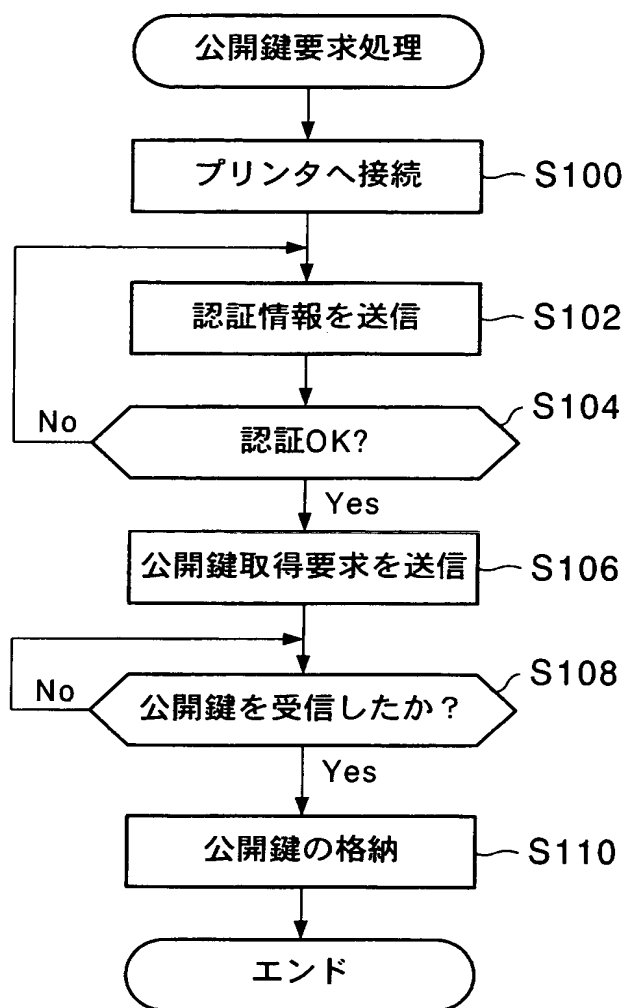 公開鍵要求処理
プリンタへ接続
S100
認証情報を送信
S102
S104
No
認証OK?
Yes
公開鍵取得要求を送信
S106
S108
No
公開鍵を受信したか？
Yes
公開鍵の格納
S110
エンド